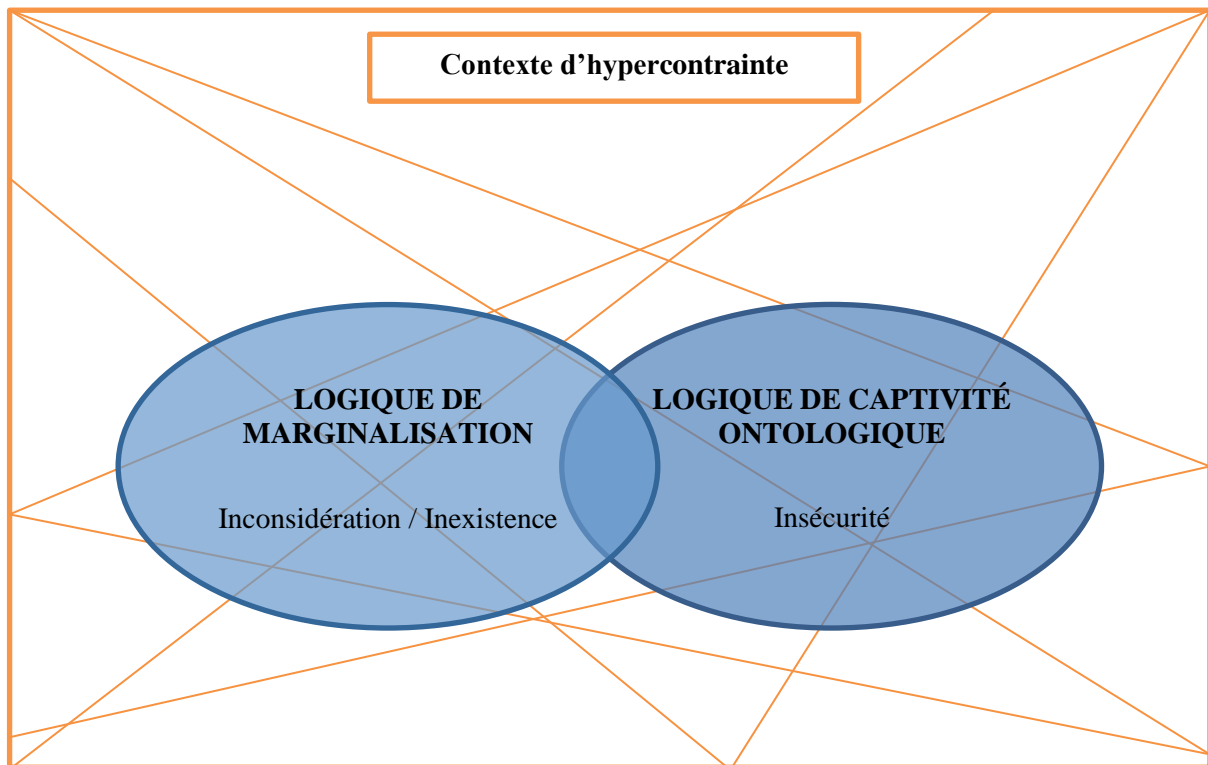 Contexte d’hypercontrainte
LOGIQUE DE
MARGINALISATION
Inconsidération / Inexistence
LOGIQUE DE CAPTIVITÉ
ONTOLOGIQUE
Insécurité